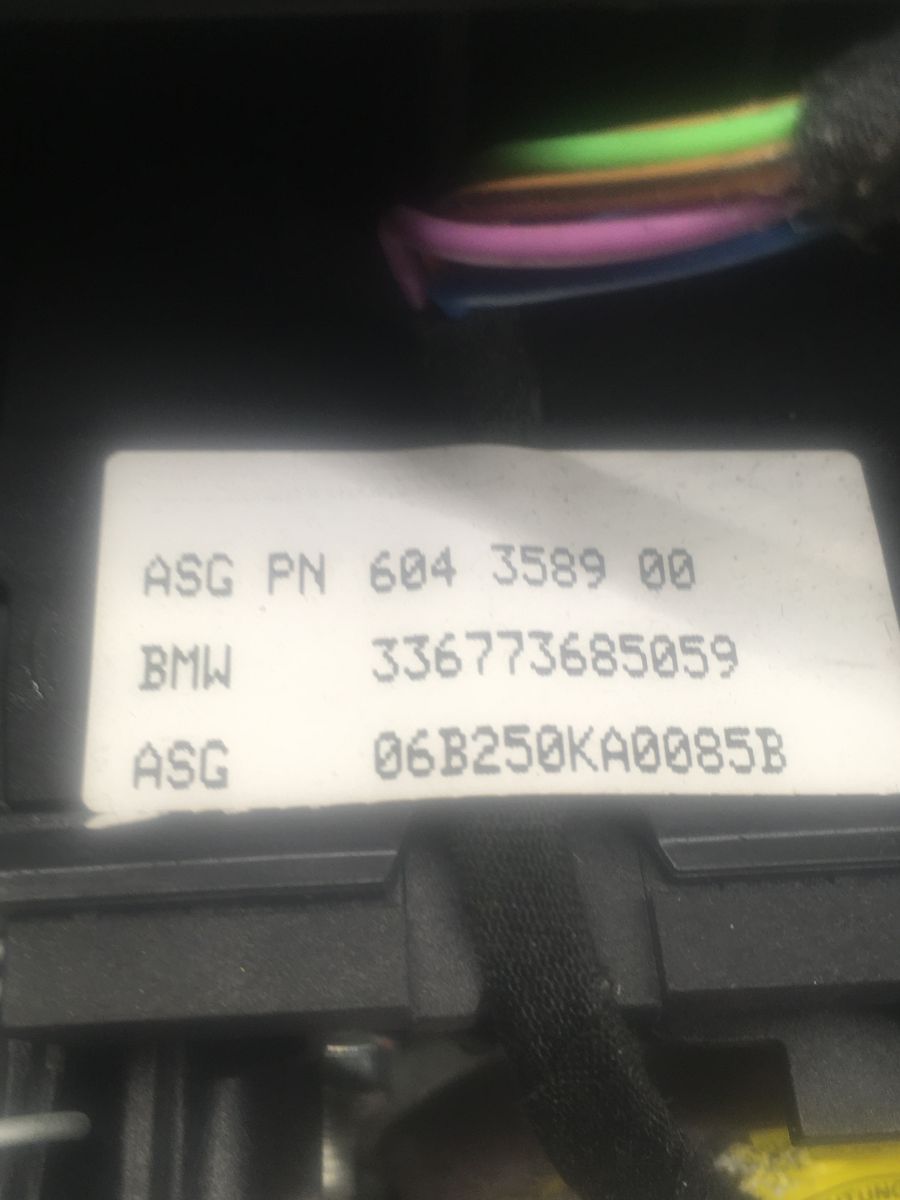 ASG PN 604 3589 00
BMW 336773685059
ASG 06B250KA0085B